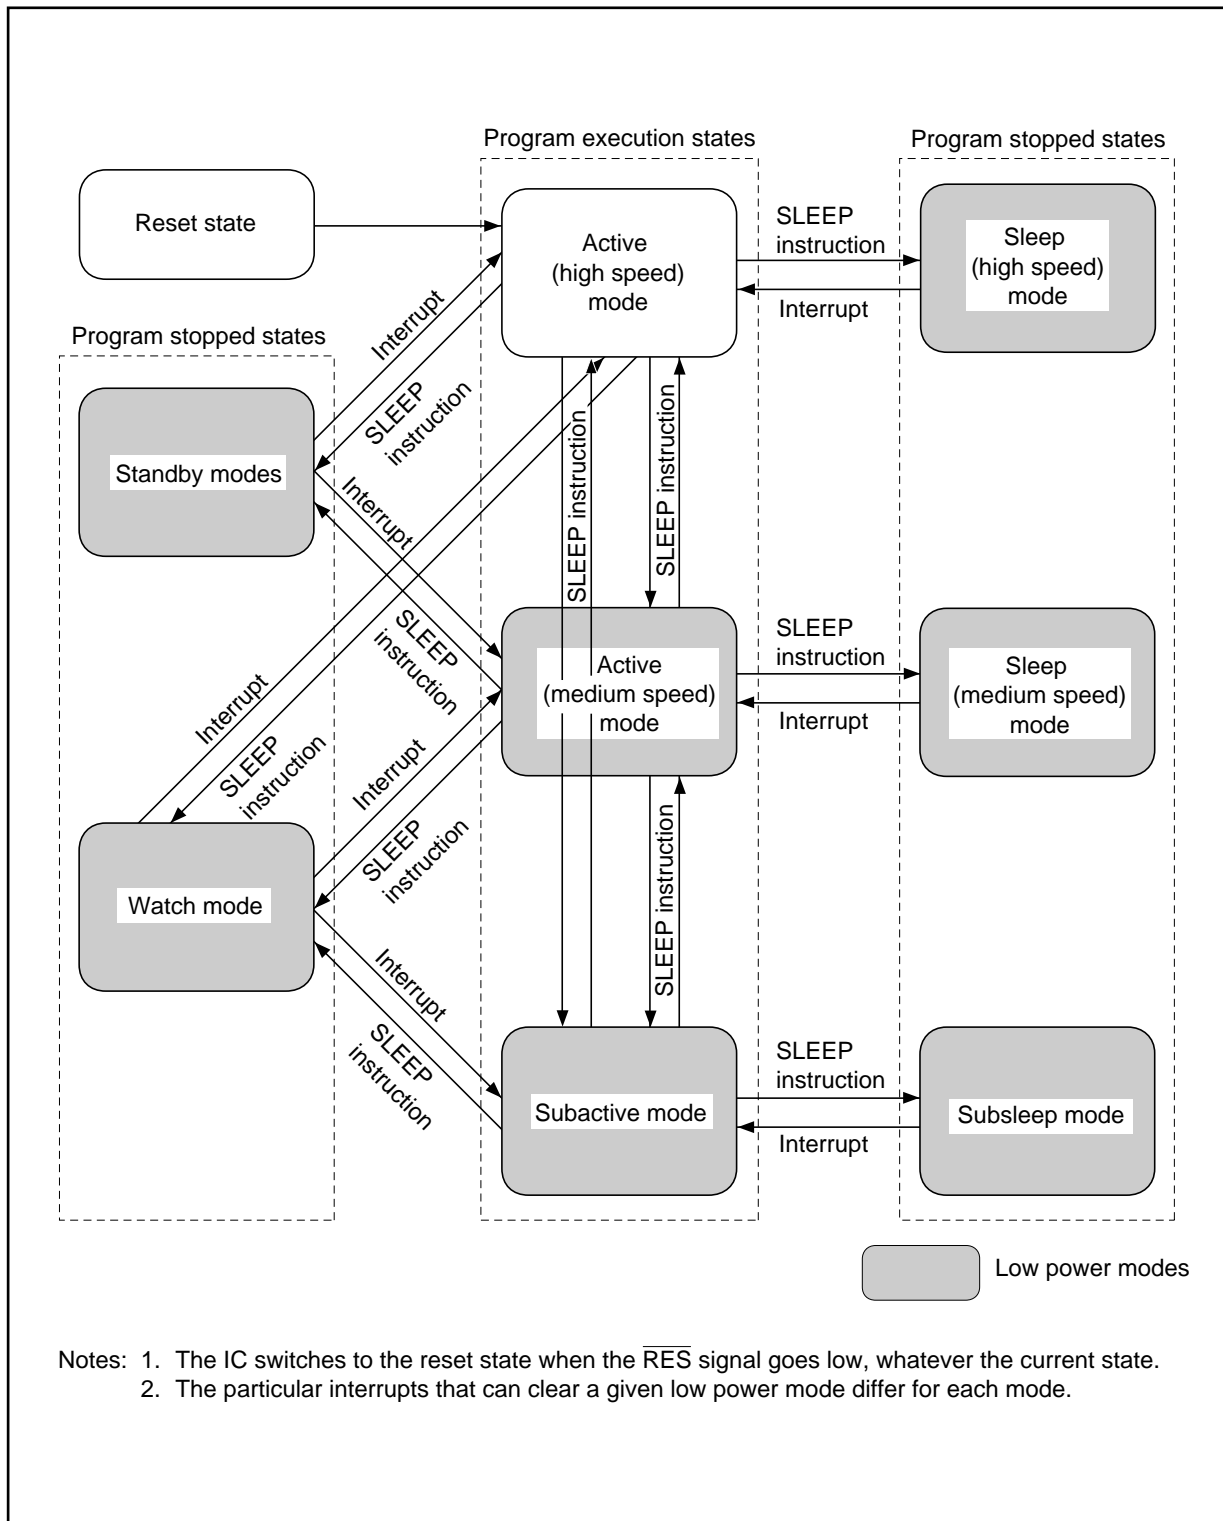 Program execution states
Program stopped states
Reset state
Active
(high speed)
mode
SLEEP
instruction
Interrupt
Sleep
(high speed)
mode
Program stopped states
Interrupt
SLEEP
instruction
Standby modes
Interrupt
SLEEP
instruction
SLEEP instruction
SLEEP instruction
Active
(medium speed)
mode
SLEEP
instruction
Interrupt
Sleep
(medium speed)
mode
Interrupt
SLEEP
instruction
Interrupt
SLEEP
instruction
Watch mode
SLEEP instruction
Interrupt
SLEEP
instruction
Subactive mode
SLEEP
instruction
Interrupt
Subsleep mode
Low power modes
Notes: 1. The IC switches to the reset state when the R̅E̅S̅ signal goes low, whatever the current state.
2. The particular interrupts that can clear a given low power mode differ for each mode.